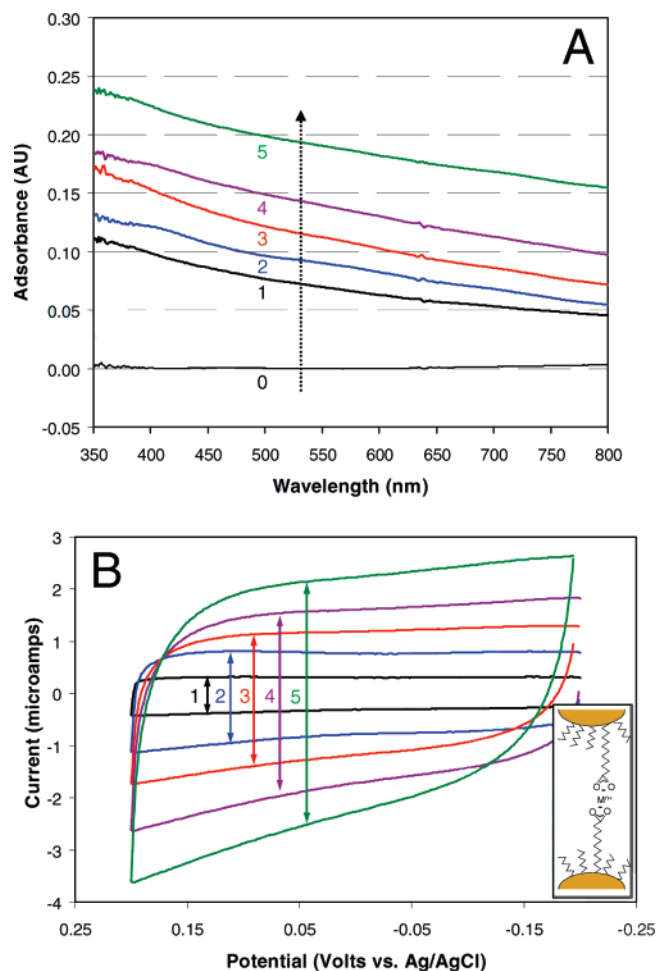 A
0.30
0.25
0.20
0.15
0.10
0.05
0.00
-0.05
Adsorbance (AU)
5
4
3
2
1
0
350 400 450 500 550 600 650 700 750 800
Wavelength (nm)
B
3
2
1
0
-1
-2
-3
-4
Current (microamps)
1 2 3 4 5
0.25 0.15 0.05 -0.05 -0.15 -0.25
Potential (Volts vs. Ag/AgCl)